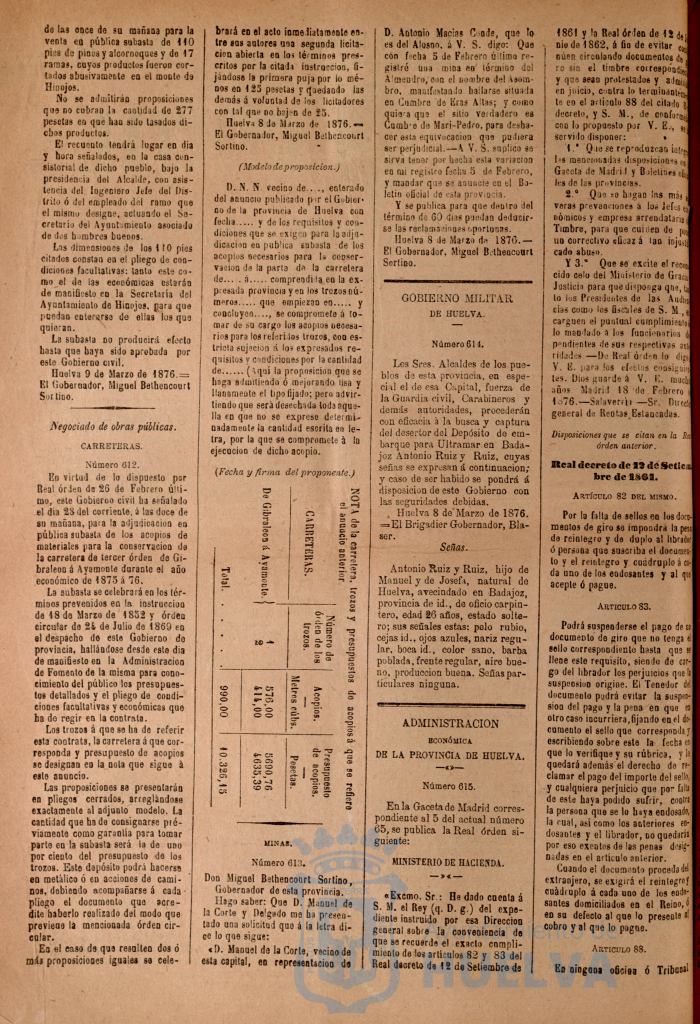 de las once de su mañana para la
venta en pública subasta de 110
piés de pinos y alcornoques y de 17
ramas, cuyos productos fueron cor-
tados abusivamente en el monte de
Hinojos.
No se admitirán proposiciones
que no cubran la cantidad de 277
pesetas en que han sido tasados di-
chos productos.
El recuento tendrá lugar en dia
y hora señalados, en la casa con-
sistorial de dicho pueblo, bajo la
presidencia del Alcalde, con asis-
tencia del Ingeniero Jefe del Dis-
trito ó del empleado del ramo que
el mismo designe, actuando el Se-
cretario del Ayuntamiento asociado
de dos hombres buenos.
Las dimensiones de los 110 piés
citados constan en el pliego de con-
diciones facultativas: tanto este co-
mo el de las económicas estarán
de manifiesto en la Secretaría del
Ayuntamiento de Hinojos, para que
puedan enterarse de ellas los que
quieran.
La subasta no producirá efecto
hasta que haya sido aprobada por
este Gobierno civil.
Huelva 9 de Marzo de 1876.=
El Gobernador, Miguel Bethencourt
Sortino.
Negociado de obras públicas.
CARRETERAS.
Número 612.
En virtud de lo dispuesto por
Real órden de 26 de Febrero últi-
mo, este Gobierno civil ha señalado
el dia 23 del corriente, á las doce de
su mañana, para la adjudicacion en
pública subasta de los acopios de
materiales para la conservacion de
la carretera de tercer órden de Gi-
braleon á Ayamonte durante el año
económico de 1875 á 76.
La subasta se celebrará en los tér-
minos prevenidos en la instruccion
de 18 de Marzo de 1852 y órden
circular de 24 de Julio de 1869 en
el despacho de este Gobierno de
provincia, hallándose desde este dia
de manifiesto en la Administracion
de Fomento de la misma para cono-
cimiento del público los presupues-
tos detallados y el pliego de condi-
ciones facultativas y económicas que
ha de regir en la contrata.
Los trozos á que se ha de referir
esta contrata, la carretera á que cor-
responda y presupuesto de acopios
se designan en la nota que sigue á
este anuncio.
Las proposiciones se presentarán
en pliegos cerrados, arreglándose
exactamente al adjunto modelo. La
cantidad que ha de consignarse pré-
viamente como garantia para tomar
parte en la subasta será la de uno
por ciento del presupuesto de los
trozos. Este depósito podrá hacerse
en metálico ó en acciones de cami-
nos, debiendo acompañarse á cada
pliego el documento que acre-
dite haberlo realizado del modo que
previene la mencionada órden cir-
cular.
En el caso de que resulten dos ó
más proposiciones iguales se cele-
brará en el acto inmediatamente en-
tre sus autores una segunda licitacion
abierta en los términos pres-
critos por la citada instruccion, fi-
jándose la primera puja por lo mé-
nos en 125 pesetas y quedando las
demás á voluntad de los licitadores
con tal que no bajen de 25.
Huelva 8 de Marzo de 1876.=
El Gobernador, Miguel Bethencourt
Sortino.
(Modelo de proposicion.)
D. N. N. vecino de...., enterado
del anuncio publicado por el Gobier-
no de la provincia de Huelva con
fecha..... y de los requisitos y con-
diciones que se exigen para la adju-
dicacion en publica subasta de los
acopios necesarios para la conser-
vacion de la parte de la carretera
de... á..... comprendida en la ex-
presada provincia y en los trozos nú-
meros..... que empiezan en..... y
concluyen...., se compromete á to-
mar de su cargo los acopios necesa-
rios para los referidos trozos, con es-
tricta sujecion á los expresados re-
quisitos y condiciones por la cantidad
de...... (Aquí la proposicion que se
haga admitiendo ó mejorando lisa y
llanamente el tipo fijado; pero advir-
tiendo que será desechada toda aque-
lla en que no se exprese determi-
nadamente la cantidad escrita en le-
tra, por la que se compromete á la
ejecucion de dicho acopio.
(Fecha y firma del proponente.)
NOTA de la carretera, trozos y presupuestos de acopios á que se refiere
el anuncio anterior.
CARRETERAS.
Número de
órden de los
trozos.
Acopios.
Metros cúbs.
Presupuesto
de acopios.
Pesetas.
De Gibraleon á Ayamonte.
1
2
576,00
414,00
5690,76
4635,39
Total.
990,00
10.326,15
MINAS.
Número 613.
Don Miguel Bethencourt Sortino,
Gobernador de esta provincia.
Hago saber: Que D. Manuel de
la Corte y Delgado me ha presen-
tado una solicitud que á la letra di-
ce lo que sigue:
«D. Manuel de la Corte, vecino de
esta capital, en representacion de
D. Antonio Macias Conde, que lo
es del Alosno, á V. S. digo: Que
con fecha 5 de Febrero último re-
gistré una mina en término del
Almendro, con el nombre del Asom-
bro, manifestando hallarse situada
en Cumbre de Eras Altas; y como
quiera que el sitio verdadero es
Cumbre de Mari-Pedro, para desha-
cer esta equivocacion que pudiera
ser perjudicial.—A V. S. suplico se
sirva tener por hecha esta variacion
en mi registro fecha 5 de Febrero,
y mandar que se anuncie en el Bo-
letin oficial de esta provincia.
Y se publica para que dentro del
término de 60 dias puedan deducir-
se las reclamaciones oportunas.
Huelva 8 de Marzo de 1876.—
El Gobernador, Miguel Bethencourt
Sortino.
GOBIERNO MILITAR
DE HUELVA.
Número 614.
Los Sres. Alcaldes de los pue-
blos de esta provincia, en espe-
cial el de esa Capital, fuerza de
la Guardia civil, Carabineros y
demás autoridades, procederán
con eficacia á la busca y captura
del desertor del Depósito de em-
barque para Ultramar en Bada-
joz Antonio Ruiz y Ruiz, cuyas
señas se expresan á continuacion;
y caso de ser habido se pondrá á
disposicion de este Gobierno con
las seguridades debidas.
Huelva 8 de Marzo de 1876.
=El Brigadier Gobernador, Bla-
ser.
Señas.
Antonio Ruiz y Ruiz, hijo de
Manuel y de Josefa, natural de
Huelva, avecindado en Badajoz,
provincia de id., de oficio carpin-
tero, edad 26 años, estado solte-
ro; sus señas estas: pelo rubio,
cejas id., ojos azules, nariz regu-
lar, boca id., color sano, barba
poblada, frente regular, aire bue-
no, produccion buena. Señas par-
ticulares ninguna.
ADMINISTRACION
ECONÓMICA
DE LA PROVINCIA DE HUELVA.
Número 615.
En la Gaceta de Madrid corres-
pondiente al 5 del actual número
65, se publica la Real órden si-
guiente:
MINISTERIO DE HACIENDA.
«Excmo. Sr.: He dado cuenta á
S. M. el Rey (q. D. g.) del expe-
diente instruido por esa Direccion
general sobre la conveniencia de
que se recuerde el exacto cumpli-
miento de los artículos 82 y 83 del
Real decreto de 12 de Setiembre de
1861 y la Real órden de 12 de
nio de 1862, á fin de evitar
núen circulando documentos de
ro sin el timbre correspondien
y que sean protestados y admi
en juicio, contra lo terminante
te en el artículo 88 del citado
decreto, y S. M., de conform
con lo propuesto por V. E.,
servido disponer:
1.° Que se reproduzcan inte
las mencionadas disposiciones
Gaceta de Madrid y Boletines
les de las provincias.
2.° Que se hagan las más
veras prevenciones á los Jefes
nómicos y empresa arrendataria
Timbre, para que cuiden de
un correctivo eficaz á tan injus
cado abuso.
Y 3.° Que se excite el recono
cido celo del Ministerio de Gracia
Justicia para que disponga que,
to los Presidentes de las Audien
cias como los fiscales de S. M.,
carguen el puntual cumplimiento
lo mandado á los funcionarios
pendientes de sus respectivas au
ridades.—De Real órden lo digo
V. E. para los efectos consiguien
tes. Dios guarde á V. E. muchos
años Madrid 18 de Febrero
1876.—Salaverría.—Sr. Direct
general de Rentas Estancadas.
Disposiciones que se citan en la Real
órden anterior.
Real decreto de 12 de Setiem-
bre de 1861.
ARTICULO 82 DEL MISMO.
Por la falta de sellos en los docu-
mentos de giro se impondrá la pena
de reintegro y de duplo al librador
ó persona que suscriba el documen-
to y el reintegro y cuádruplo á ca-
da uno de los endosantes y al que
acepte ó pague.
ARTICULO 83.
Podrá suspenderse el pago de
documento de giro que no tenga
sello correspondiente hasta que
llene este requisito, siendo de car-
go del librador los perjuicios que
suspension origine. El Tenedor del
documento podrá evitar la suspen-
sion del pago y la pena en que
otro caso incurriera, fijando en el do-
cumento el sello que corresponda y
escribiendo sobre este la fecha en
que lo verifique y su rúbrica, y
quedará además el derecho de re-
clamar el pago del importe del sello,
y cualquiera perjuicio que por falta
de este haya podido sufrir, contra
la persona que se lo haya endosado,
la cual, así como los anteriores en-
dosantes y el librador, no quedarán
por eso exentos de las penas desig-
nadas en el artículo anterior.
Cuando el documento proceda del
extranjero, se exigirá el reintegro y
cuádruplo á cada uno de los endo-
santes domiciliados en el Reino, ó
en su defecto al que lo presente al
cobro y al que lo pague.
ARTICULO 88.
En ninguna oficina ó Tribunal
HUELVA